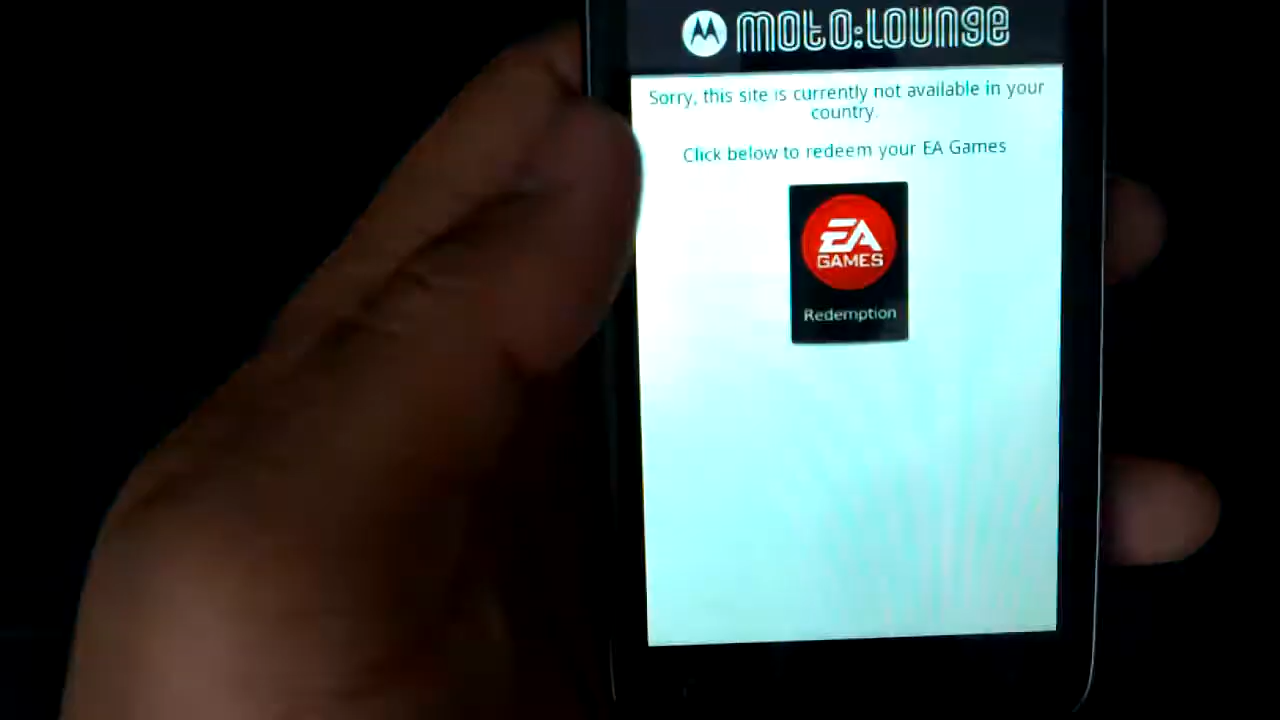 moto:lounge
Sorry, this site is currently not available in your
country.
Click below to redeem your EA Games
EA
GAMES
Redemption